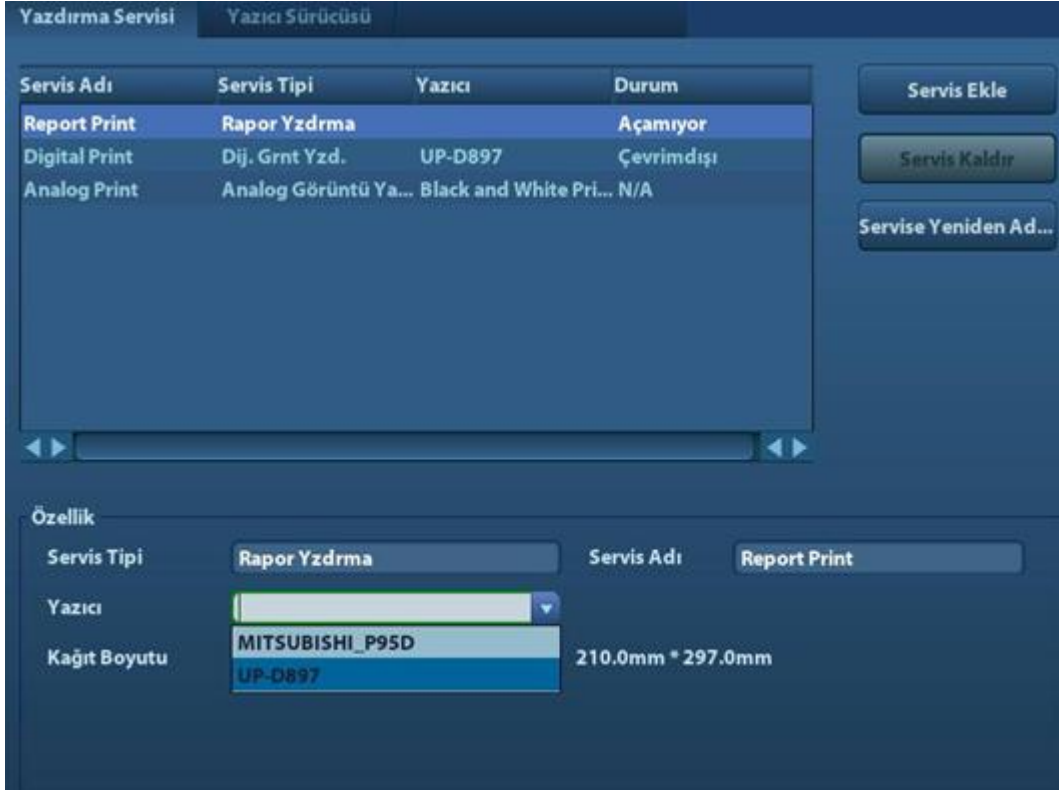 Yazdırma Servisi Yazıcı Sürücüsü
Servis Adı Servis Tipi Yazıcı Durum
Report Print Rapor Yzdrma Açamıyor
Digital Print Dij. Grnt Yzd. UP-D897 Çevrimdışı
Analog Print Analog Görüntü Ya... Black and White Pri... N/A
Servis Ekle
Servis Kaldır
Servise Yeniden Ad...
Özellik
Servis Tipi Rapor Yzdrma Servis Adı Report Print
Yazıcı
MITSUBISHI_P95D
Kağıt Boyutu 210.0mm * 297.0mm
UP-D897